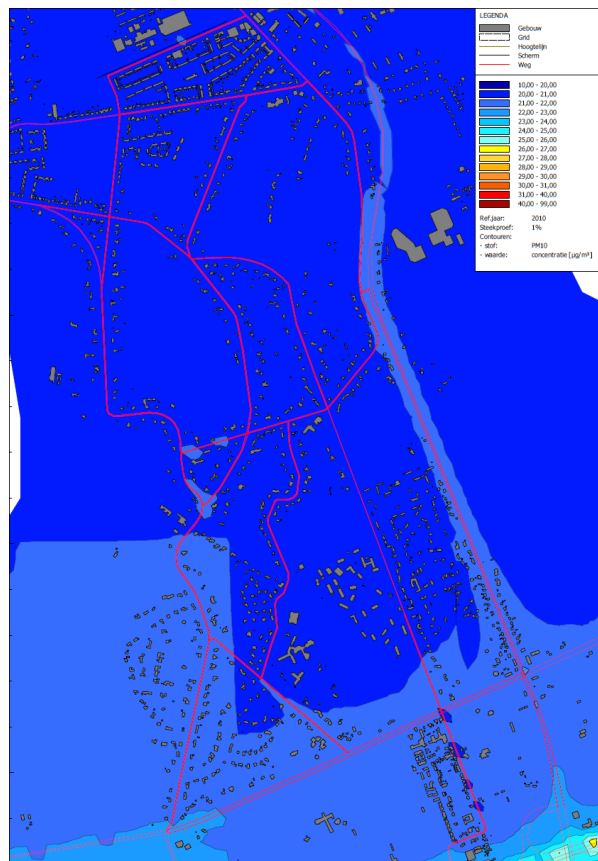 LEGENDA
Gebouw
Grid
Hoogtelijn
Scherm
Weg
10,00 - 20,00
20,00 - 21,00
21,00 - 22,00
22,00 - 23,00
23,00 - 24,00
24,00 - 25,00
25,00 - 26,00
26,00 - 27,00
27,00 - 28,00
28,00 - 29,00
29,00 - 30,00
30,00 - 31,00
31,00 - 40,00
40,00 - 99,00
Ref.jaar: 2010
Steekproef: 1%
Contouren:
- stof: PM10
- waarde: concentratie [µg/m³]